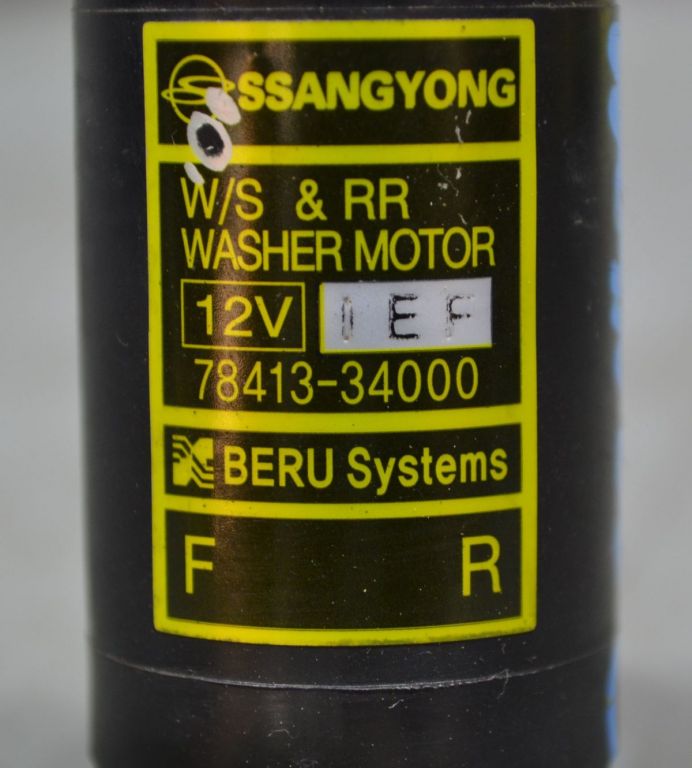 SSANGYONG
W/S & RR
WASHER MOTOR
12V IEF
78413-34000
BERU Systems
F R